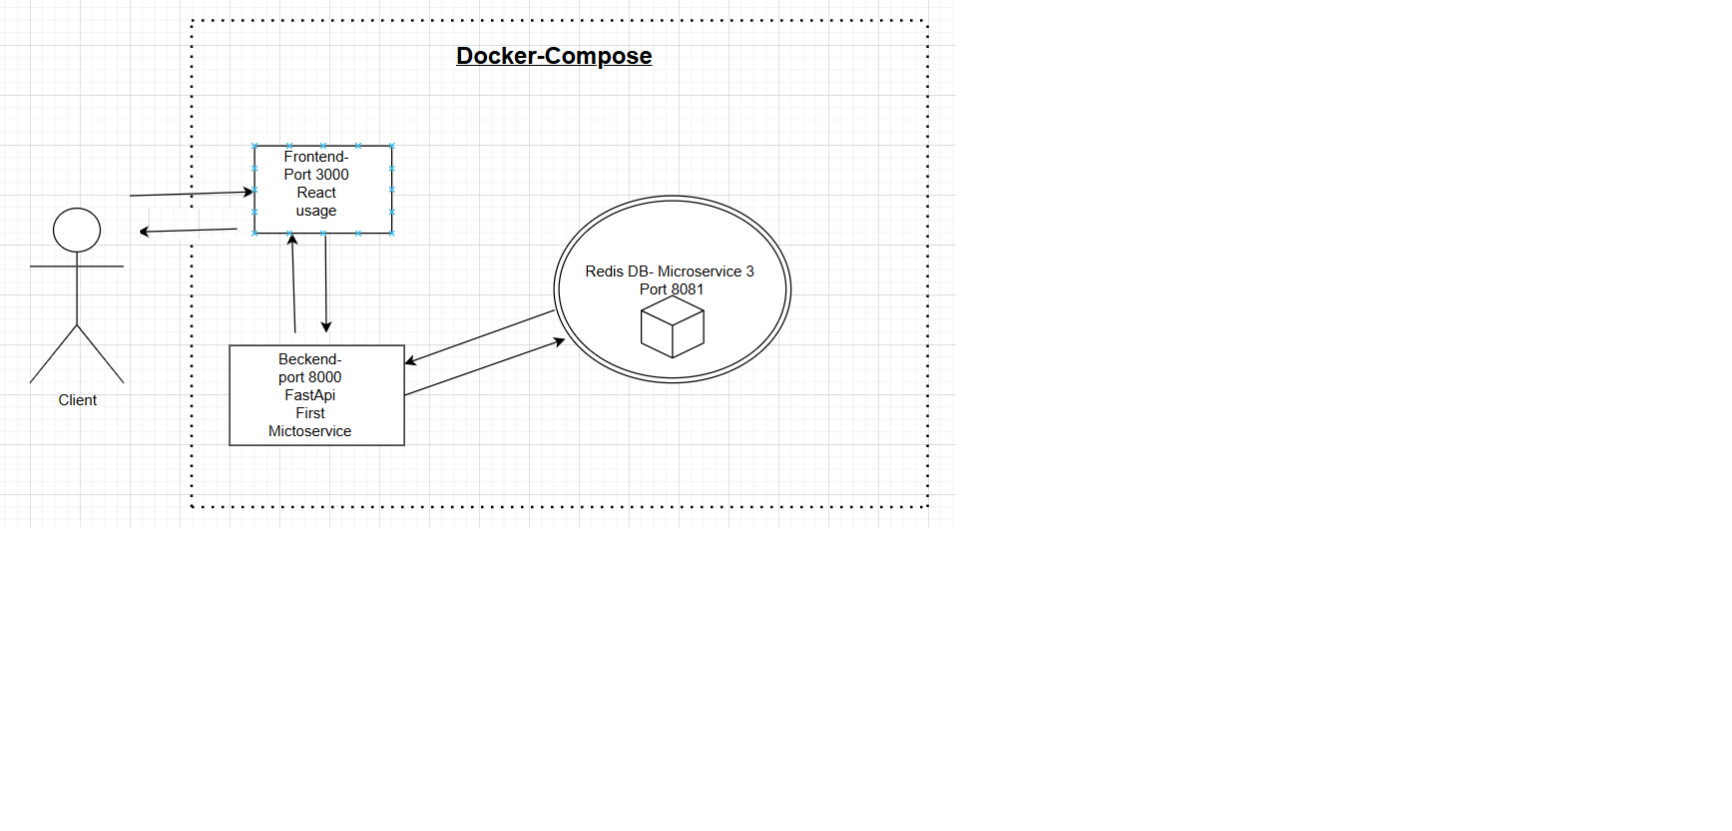 Docker-Compose
Frontend-
Port 3000
React
usage
Redis DB- Microservice 3
Port 8081
Beckend-
port 8000
FastApi
First
Mictoservice
Client